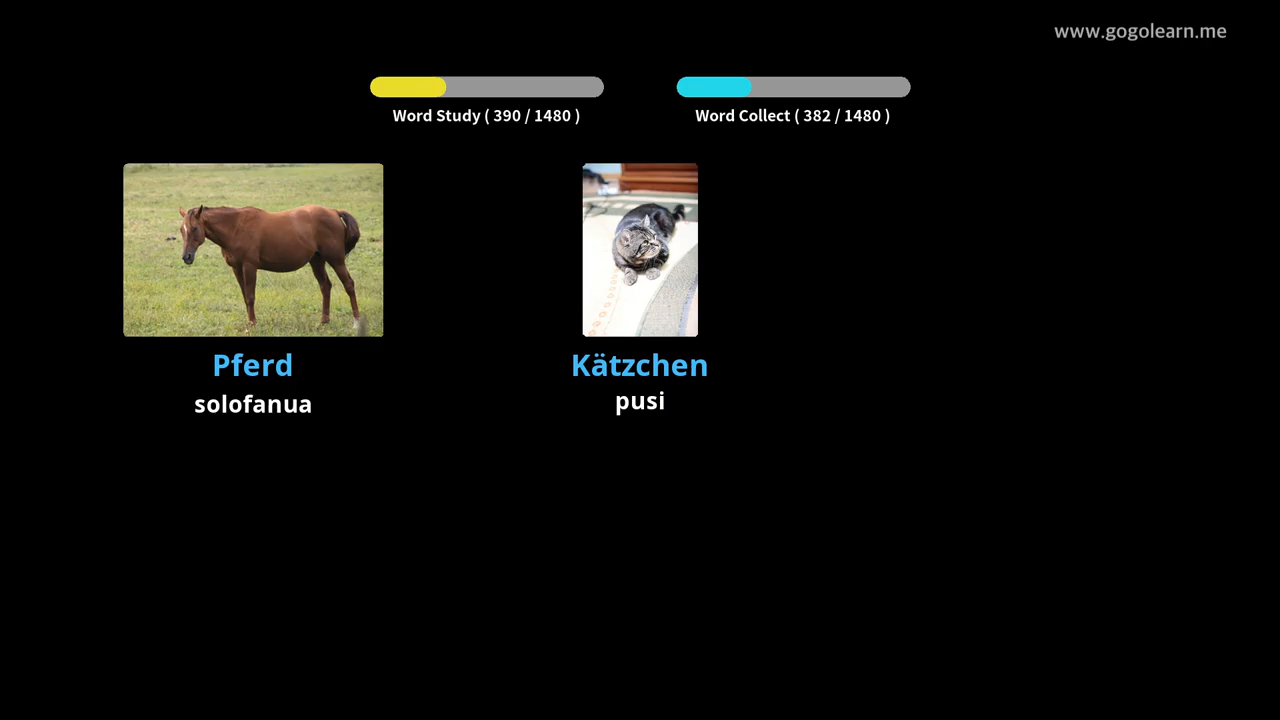 www.gogolearn.me
Word Study ( 390 / 1480 )
Word Collect ( 382 / 1480 )
Pferd
solofanua
Kätzchen
pusi